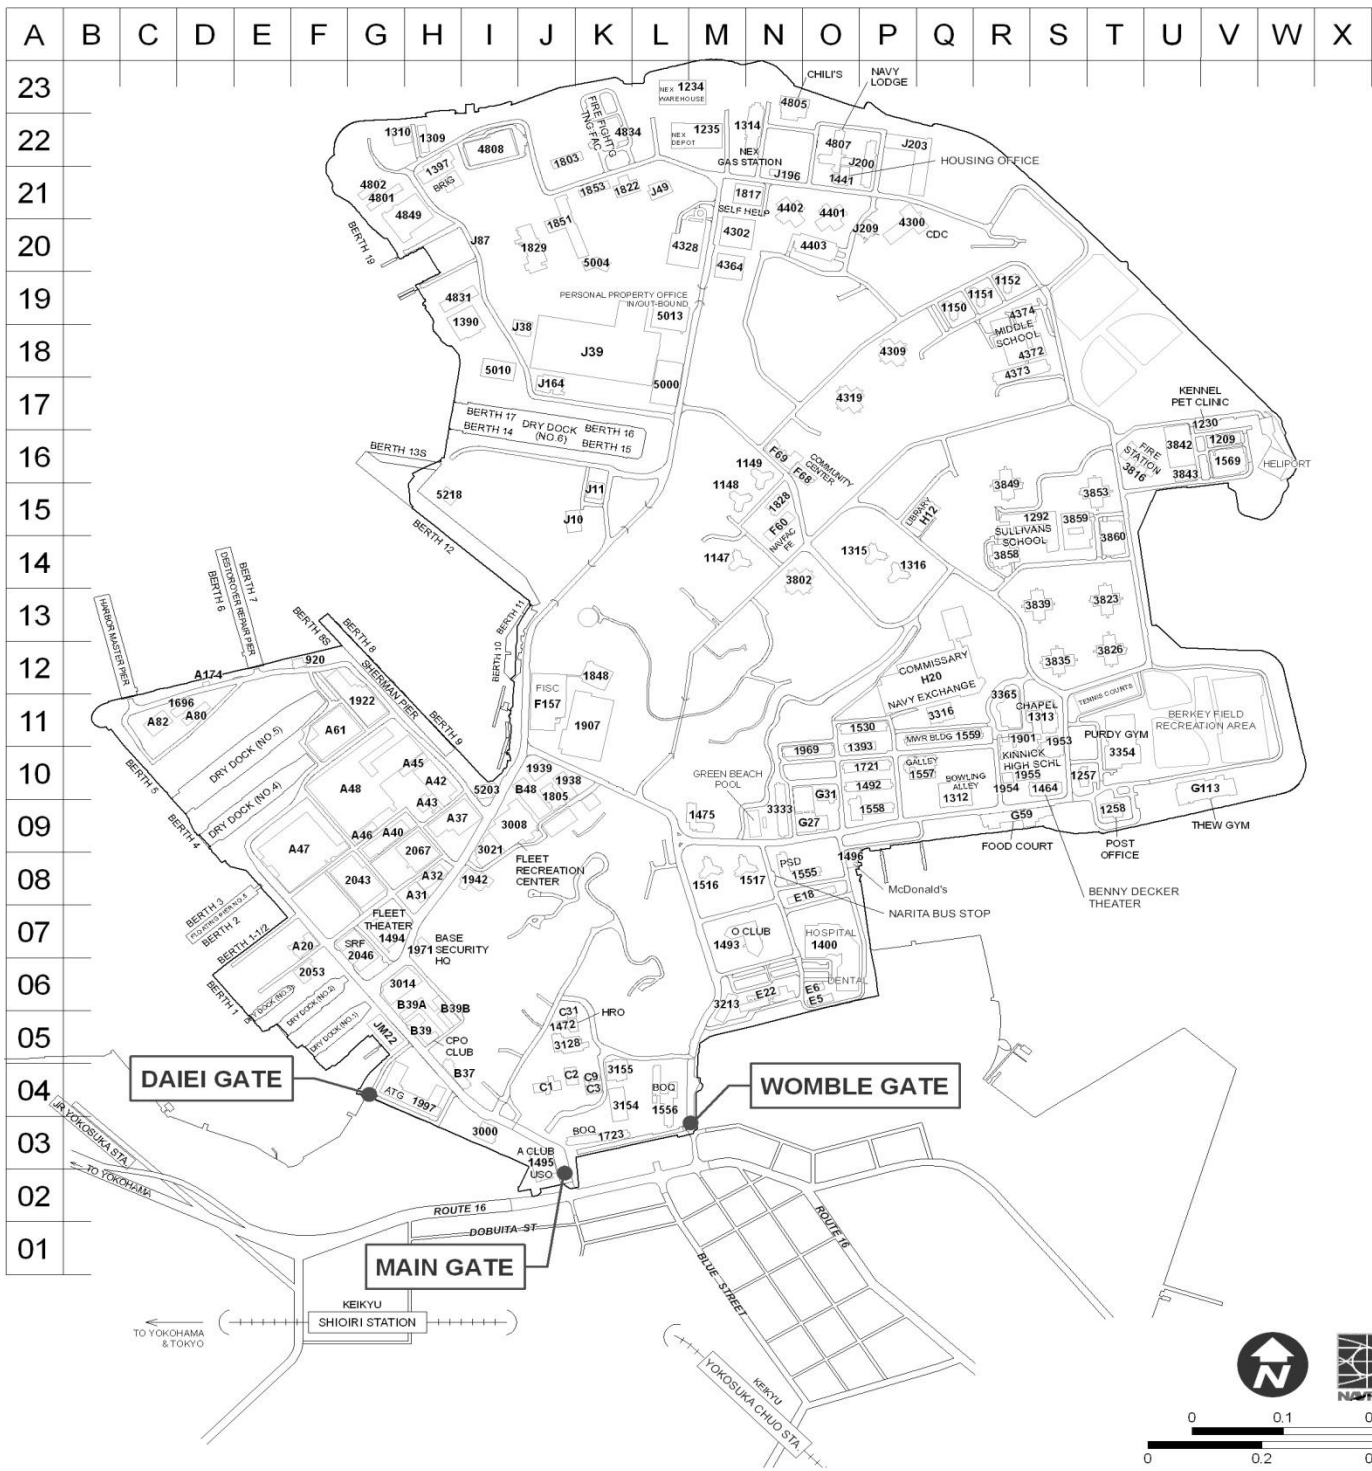 A B C D E F G H I J K L M N O P Q R S T U V W X
23
22
21
20
19
18
17
16
15
14
13
12
11
10
09
08
07
06
05
04
03
02
01
CHILI'S
NAVY
LODGE
NEX 1234
WAREHOUSE
4805
FIRE FIGHT'G
TNG FAC
4834
NEX 1235
DEPOT
1314
NEX
GAS STATION
4807
J203
J200
HOUSING OFFICE
J196
1441
1310
1309
4808
1803
1397
BRIG
4802
4801
4849
1853
1822
J49
1817
SELF HELP
4402
4401
J209
4300
CDC
BERTH 19
J87
1851
1829
5004
4328
4302
4364
4403
4831
1390
PERSONAL PROPERTY OFFICE
IN/OUT-BOUND
5013
J38
J39
5010
J164
5000
1152
1151
1150
4374
MIDDLE
SCHOOL
4372
4373
4309
4319
KENNEL
PET CLINIC
1230
BERTH 17
DRY DOCK
(NO.6)
BERTH 16
BERTH 14
BERTH 15
BERTH 13S
5218
BERTH 12
J11
J10
F69
F68
COMMUNITY
CENTER
1149
1148
1828
F60
NAVFAC
FE
1147
3802
LIBRARY
H12
1315
1316
3849
3853
1292
SULLIVANS
SCHOOL
3859
3860
3858
FIRE
STATION
3816
3842
3843
1209
1569
HELIPORT
3839
3823
3835
3826
HARBOR MASTER PIER
BERTH 7
DESTOROYER REPAIR PIER
BERTH 6
BERTH 8S
BERTH 8
SHERMAN PIER
BERTH 9
BERTH 10
BERTH 11
A174
920
1696
A82
A80
1922
A61
DRY DOCK (NO.5)
DRY DOCK (NO.4)
BERTH 5
BERTH 4
A45
A42
A48
A43
A37
A46
A40
A47
2067
2043
A32
A31
FISC
F157
1848
1907
1939
B48
1938
1805
5203
3008
3021
1942
FLEET
RECREATION
CENTER
COMMISSARY
H20
NAVY EXCHANGE
3316
3365
CHAPEL
1313
TENNIS COURTS
BERKEY FIELD
RECREATION AREA
1530
1969
1393
MWR BLDG 1559
1901
1953
KINNICK
HIGH SCHL
PURDY GYM
3354
1721
GALLEY
1557
BOWLING
ALLEY
1312
1492
1955
1954
1464
1257
GREEN BEACH
POOL
1475
3333
G31
G27
1558
G59
1258
G113
FOOD COURT
POST
OFFICE
THEW GYM
PSD
1555
1496
McDonald's
1516
1517
E18
NARITA BUS STOP
BENNY DECKER
THEATER
BERTH 3
FLOATING PIER NO.5
BERTH 2
BERTH 1-1/2
BERTH 1
FLEET
THEATER
1494
A20
SRF
2046
1971
BASE
SECURITY
HQ
2053
3014
B39A
B39B
B39
DRY DOCK (NO.3)
DRY DOCK (NO.2)
DRY DOCK (NO.1)
JM22
CPO
CLUB
B37
1493
O CLUB
HOSPITAL
1400
DENTAL
E22
E6
E5
3213
C31
1472
HRO
3128
C1
C2
C9
C3
3155
3154
BOQ
1556
DAIEI GATE
WOMBLE GATE
ATG
1997
3000
BOQ
1723
A CLUB
1495
USO
JR YOKOSUKA STA.
TO YOKOHAMA
ROUTE 16
DOBUITA ST
MAIN GATE
BLUE STREET
ROUTE 16
KEIKYU
SHIOIRI STATION
TO YOKOHAMA
& TOKYO
KEIKYU
YOKOSUKA CHUO STA.
N
0 0.1
0 0.2